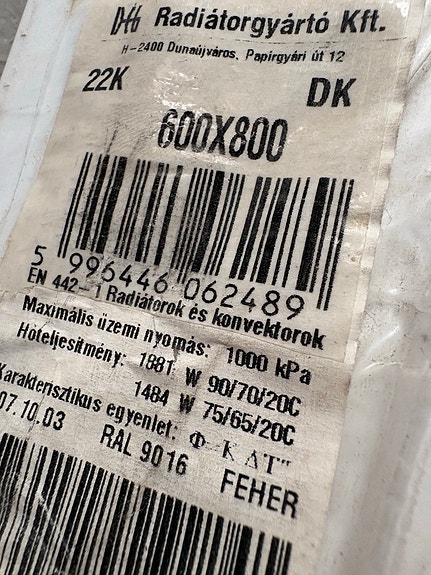 Radiátorgyártó Kft.
H-2400 Dunaújváros, Papírgyári út 12
22K DK
600X800
5 996446 062489
EN 442-1 Radiátorok és konvektorok
Maximális üzemi nyomás: 1000 kPa
Hőteljesítmény: 1881 W 90/70/20C
1484 W 75/65/20C
Karakterisztikus egyenlet: Φ-KΔTⁿ
07.10.03 RAL 9016 FEHER